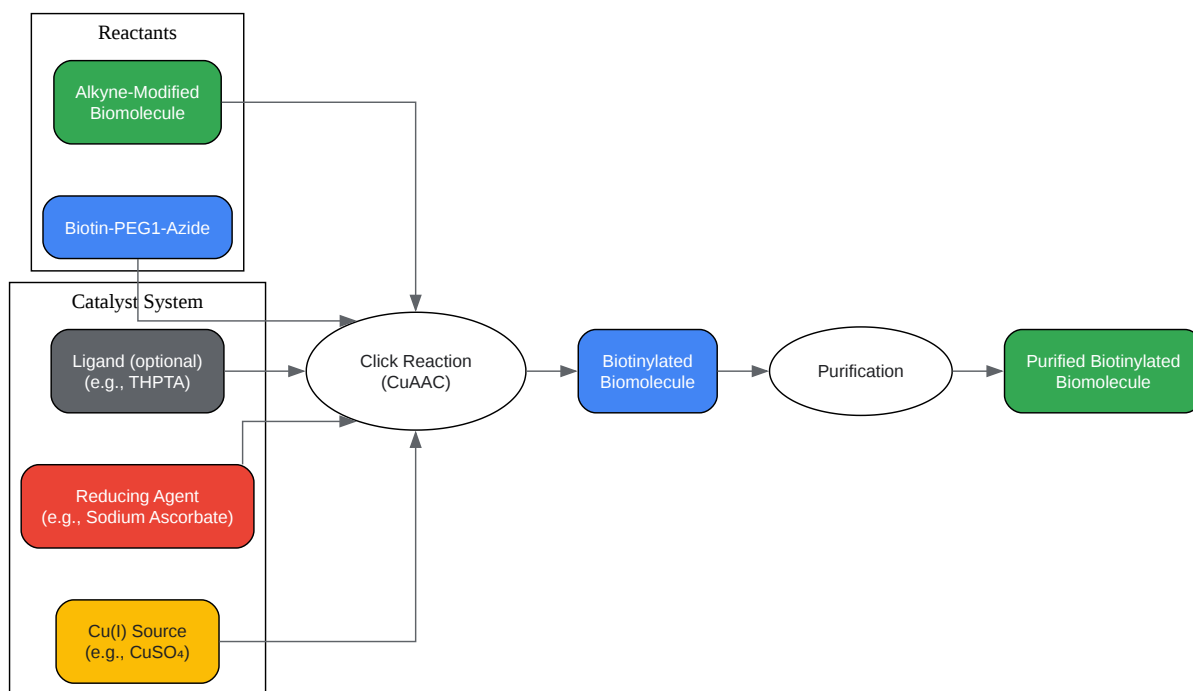 Reactants
Alkyne-Modified
Biomolecule
Biotin-PEG1-Azide
Catalyst System
Ligand (optional)
(e.g., THPTA)
Reducing Agent
(e.g., Sodium Ascorbate)
Cu(I) Source
(e.g., CuSO₄)
Click Reaction
(CuAAC)
Biotinylated
Biomolecule
Purification
Purified Biotinylated
Biomolecule